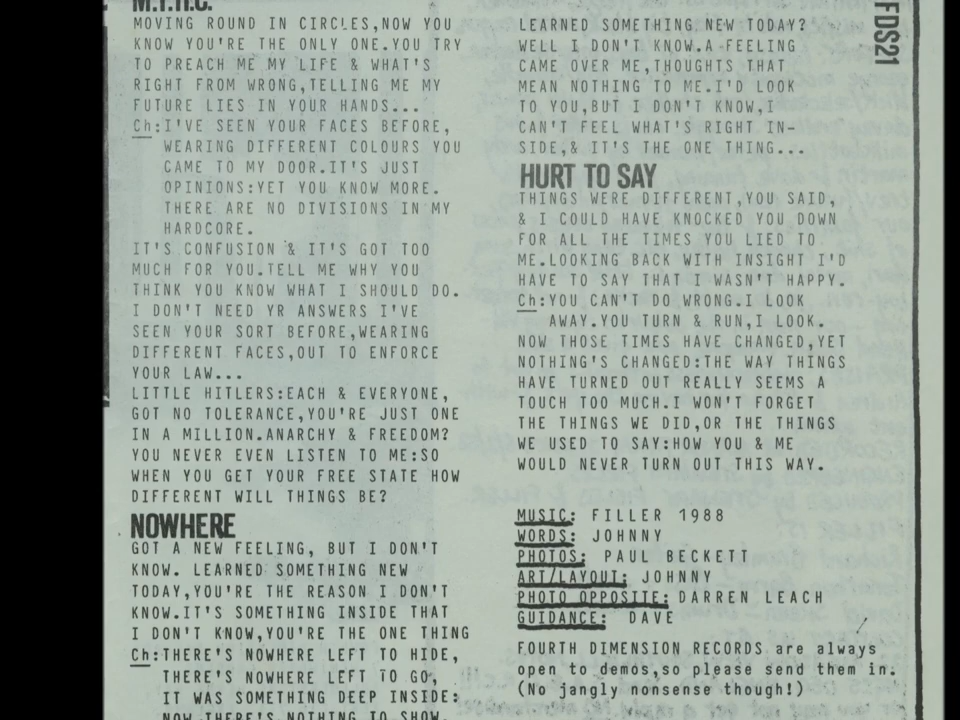 M.T.H.C.
MOVING ROUND IN CIRCLES,NOW YOU
KNOW YOU'RE THE ONLY ONE.YOU TRY
TO PREACH ME MY LIFE & WHAT'S
RIGHT FROM WRONG,TELLING ME MY
FUTURE LIES IN YOUR HANDS...
Ch:I'VE SEEN YOUR FACES BEFORE,
WEARING DIFFERENT COLOURS YOU
CAME TO MY DOOR.IT'S JUST
OPINIONS:YET YOU KNOW MORE.
THERE ARE NO DIVISIONS IN MY
HARDCORE.
IT'S CONFUSION & IT'S GOT TOO
MUCH FOR YOU.TELL ME WHY YOU
THINK YOU KNOW WHAT I SHOULD DO.
I DON'T NEED YR ANSWERS I'VE
SEEN YOUR SORT BEFORE,WEARING
DIFFERENT FACES,OUT TO ENFORCE
YOUR LAW...
LITTLE HITLERS:EACH & EVERYONE,
GOT NO TOLERANCE,YOU'RE JUST ONE
IN A MILLION.ANARCHY & FREEDOM?
YOU NEVER EVEN LISTEN TO ME:SO
WHEN YOU GET YOUR FREE STATE HOW
DIFFERENT WILL THINGS BE?
NOWHERE
GOT A NEW FEELING, BUT I DON'T
KNOW. LEARNED SOMETHING NEW
TODAY,YOU'RE THE REASON I DON'T
KNOW.IT'S SOMETHING INSIDE THAT
I DON'T KNOW,YOU'RE THE ONE THING
Ch:THERE'S NOWHERE LEFT TO HIDE,
THERE'S NOWHERE LEFT TO GO,
IT WAS SOMETHING DEEP INSIDE:
NOW THERE'S NOTHING TO SHOW.
LEARNED SOMETHING NEW TODAY?
WELL I DON'T KNOW.A FEELING
CAME OVER ME,THOUGHTS THAT
MEAN NOTHING TO ME.I'D LOOK
TO YOU,BUT I DON'T KNOW,I
CAN'T FEEL WHAT'S RIGHT IN-
SIDE,& IT'S THE ONE THING...
HURT TO SAY
THINGS WERE DIFFERENT,YOU SAID,
& I COULD HAVE KNOCKED YOU DOWN
FOR ALL THE TIMES YOU LIED TO
ME.LOOKING BACK WITH INSIGHT I'D
HAVE TO SAY THAT I WASN'T HAPPY.
Ch:YOU CAN'T DO WRONG.I LOOK
AWAY.YOU TURN & RUN,I LOOK.
NOW THOSE TIMES HAVE CHANGED,YET
NOTHING'S CHANGED:THE WAY THINGS
HAVE TURNED OUT REALLY SEEMS A
TOUCH TOO MUCH.I WON'T FORGET
THE THINGS WE DID,OR THE THINGS
WE USED TO SAY:HOW YOU & ME
WOULD NEVER TURN OUT THIS WAY.
MUSIC: FILLER 1988
WORDS: JOHNNY
PHOTOS: PAUL BECKETT
ART/LAYOUT: JOHNNY
PHOTO OPPOSITE: DARREN LEACH
GUIDANCE: DAVE
FOURTH DIMENSION RECORDS are always
open to demos,so please send them in.
(No jangly nonsense though!)
FDS21